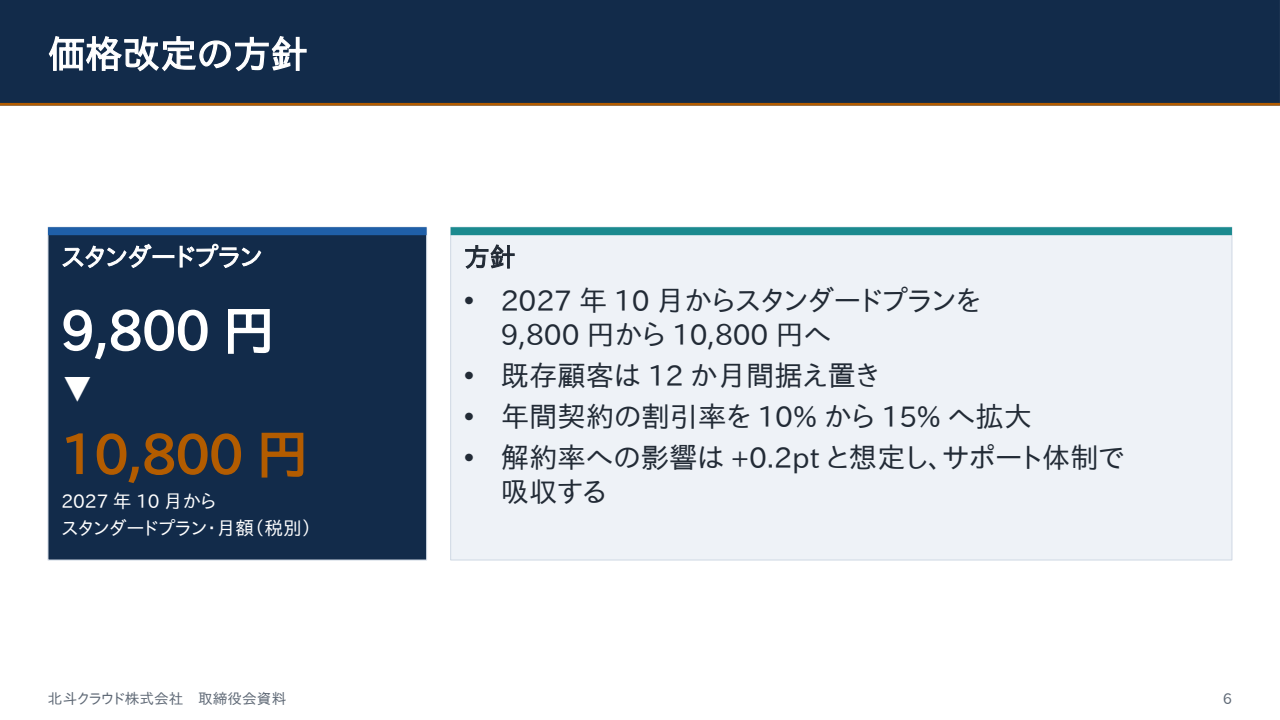 価格改定の方針
スタンダードプラン
9,800 円
▼
10,800 円
2027 年 10 月から
スタンダードプラン・月額（税別）
方針
• 2027 年 10 月からスタンダードプランを
9,800 円から 10,800 円へ
• 既存顧客は 12 か月間据え置き
• 年間契約の割引率を 10% から 15% へ拡大
• 解約率への影響は +0.2pt と想定し、サポート体制で
吸収する
北斗クラウド株式会社　取締役会資料
6